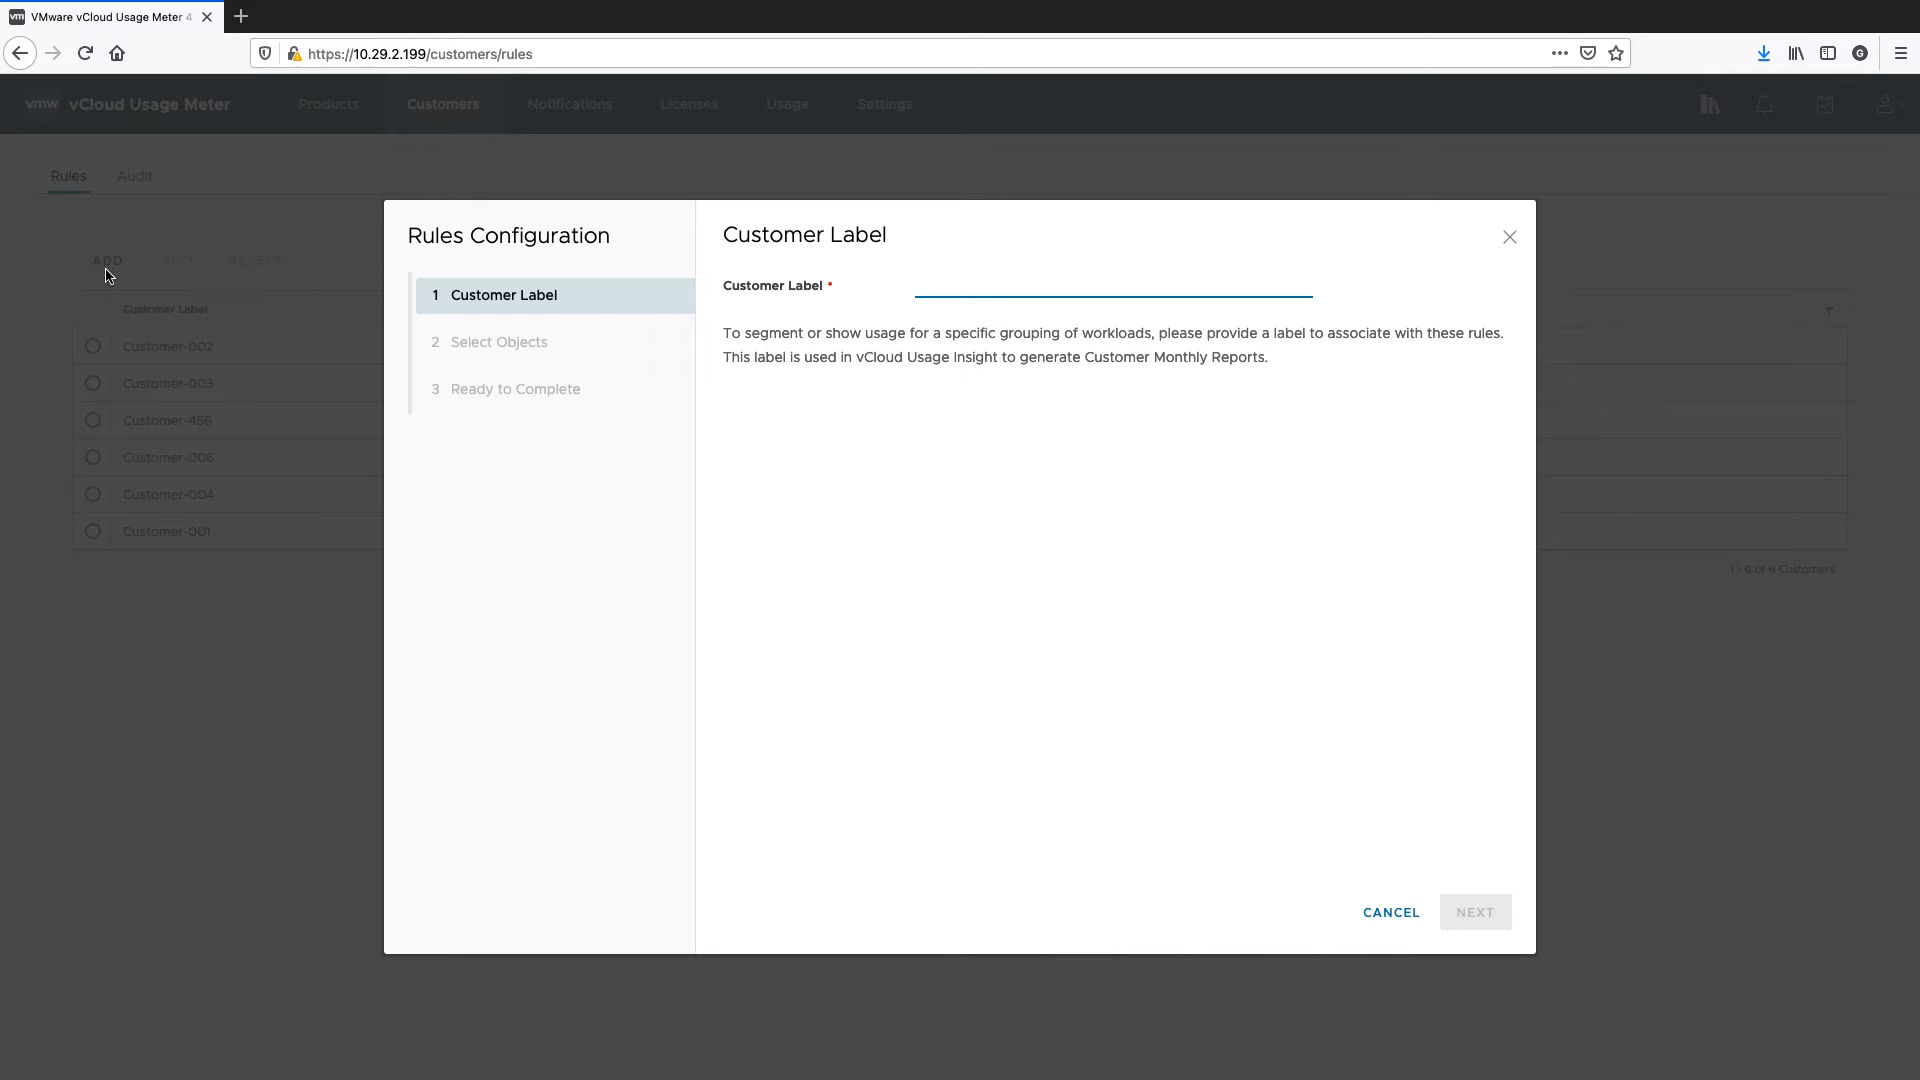 VMware vCloud Usage Meter 4
https://10.29.2.199/customers/rules
vmw vCloud Usage Meter Products Customers Notifications Licenses Usage Settings
Rules Audit
ADD EDIT DELETE
Customer Label
Customer-002
Customer-003
Customer-456
Customer-006
Customer-004
Customer-001
1 - 6 of 6 Customers
Rules Configuration
1 Customer Label
2 Select Objects
3 Ready to Complete
Customer Label
Customer Label *
To segment or show usage for a specific grouping of workloads, please provide a label to associate with these rules.
This label is used in vCloud Usage Insight to generate Customer Monthly Reports.
CANCEL NEXT